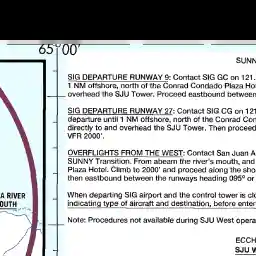 65°00'
SUNN
SIG DEPARTURE RUNWAY 9: Contact SIG GC on 121.
1 NM offshore, north of the Conrad Condado Plaza Hot
overhead the SJU Tower. Proceed eastbound between
SIG DEPARTURE RUNWAY 27: Contact SIG CG on 121
departure until 1 NM offshore, north of the Conrad Con
directly to and overhead the SJU Tower. Then proceed
VFR 2000'.
OVERFLIGHTS FROM THE WEST: Contact San Juan A
SUNNY Transition. From abeam the river's mouth, and
Plaza Hotel. Climb to 2000' and proceed along the sho
then eastbound between the runways heading 095° or
A RIVER
OUTH
When departing SIG airport and the control tower is clo
indicating type of aircraft and destination, before enter
Note: Procedures not available during SJU West opera
ECCH
SJU W